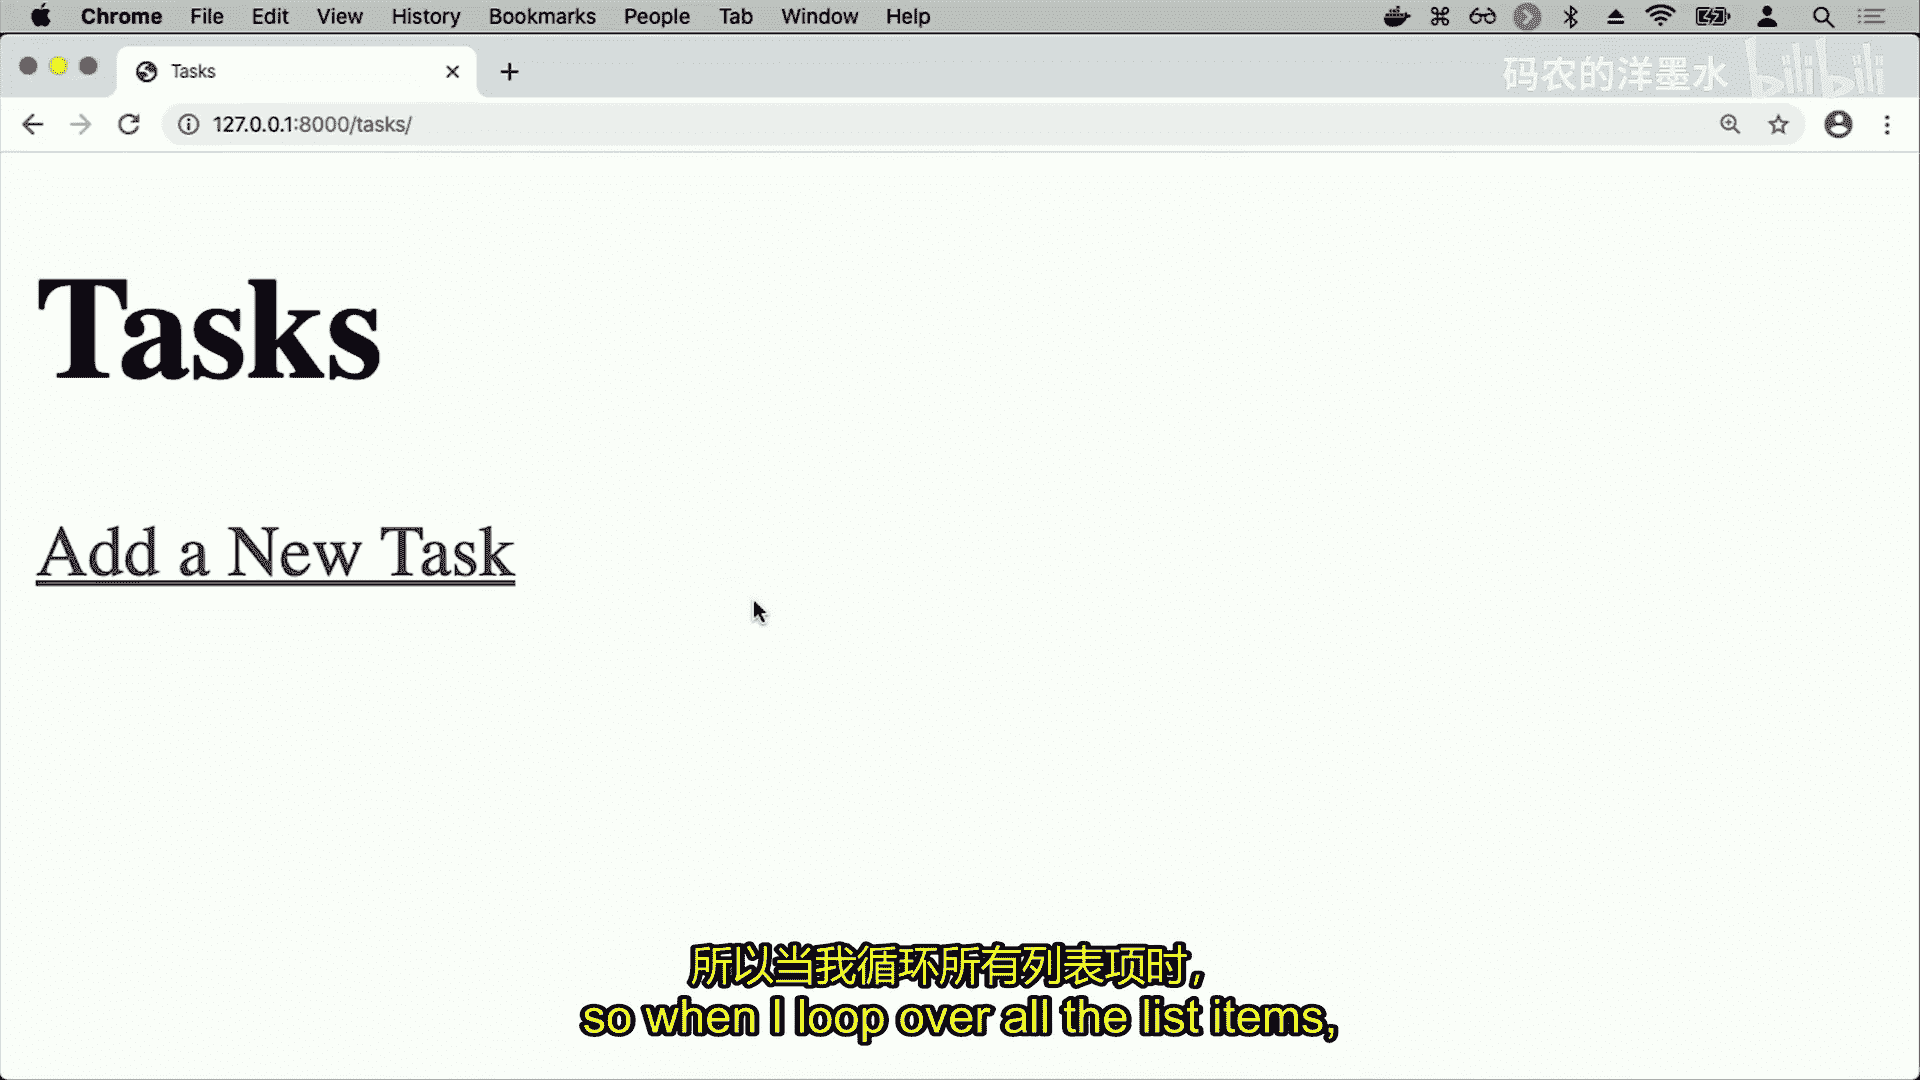 Chrome File Edit View History Bookmarks People Tab Window Help
Tasks
码农的洋墨水 bilibili
127.0.0.1:8000/tasks/
Tasks
Add a New Task
所以当我循环所有列表项时,
so when I loop over all the list items,